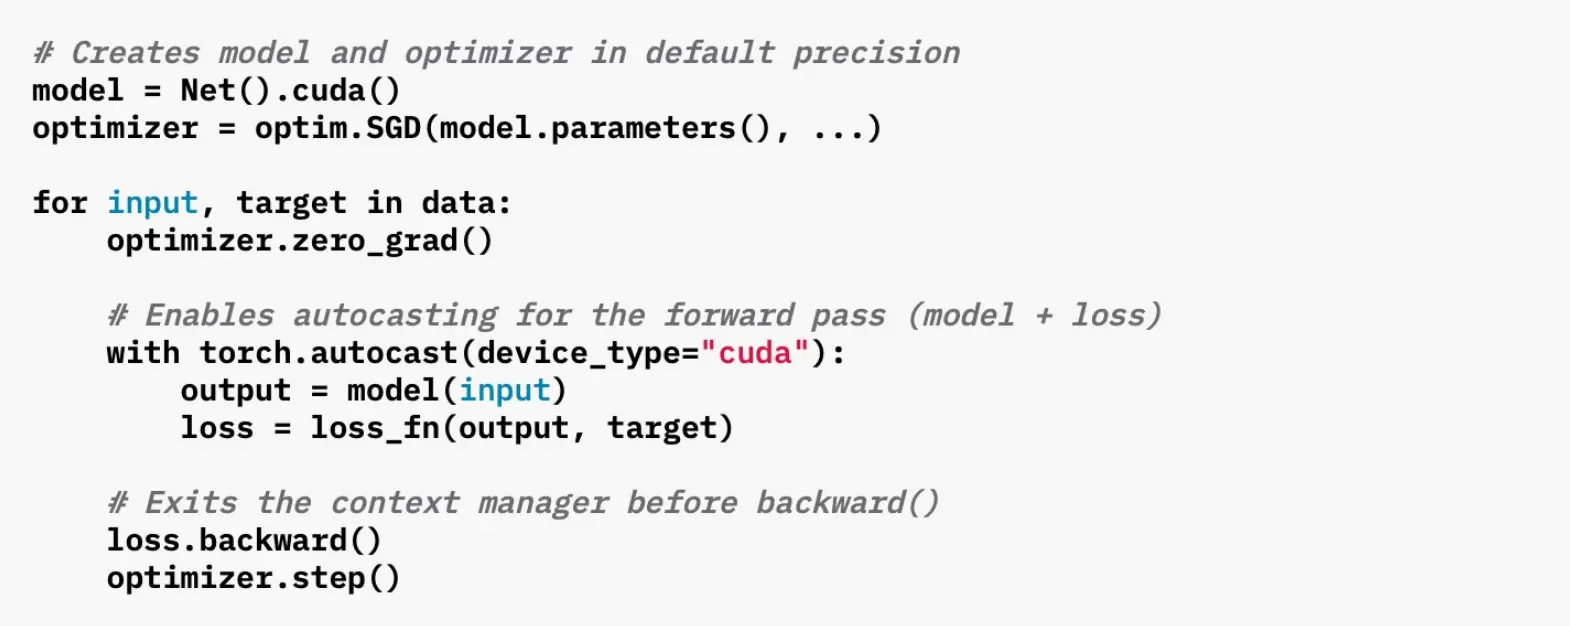 # Creates model and optimizer in default precision
model = Net().cuda()
optimizer = optim.SGD(model.parameters(), ...)
for input, target in data:
    optimizer.zero_grad()
    # Enables autocasting for the forward pass (model + loss)
    with torch.autocast(device_type="cuda"):
        output = model(input)
        loss = loss_fn(output, target)
    # Exits the context manager before backward()
    loss.backward()
    optimizer.step()